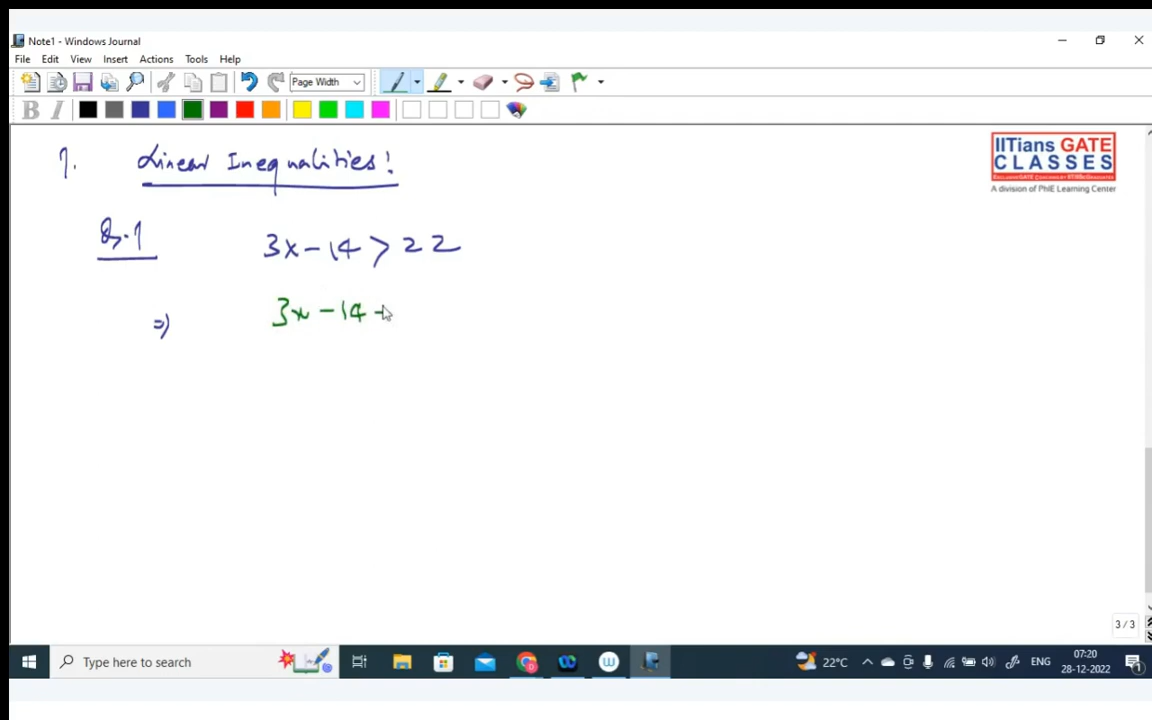 Note1 - Windows Journal
File Edit View Insert Actions Tools Help
Page Width
B I
1. Linear Inequalities!
IITians GATE
CLASSES
A division of PhIE Learning Center
3x - 14 > 22
⇒ 3x - 14 -
3 / 3
Type here to search
22°C
ENG
07:20
28-12-2022
1